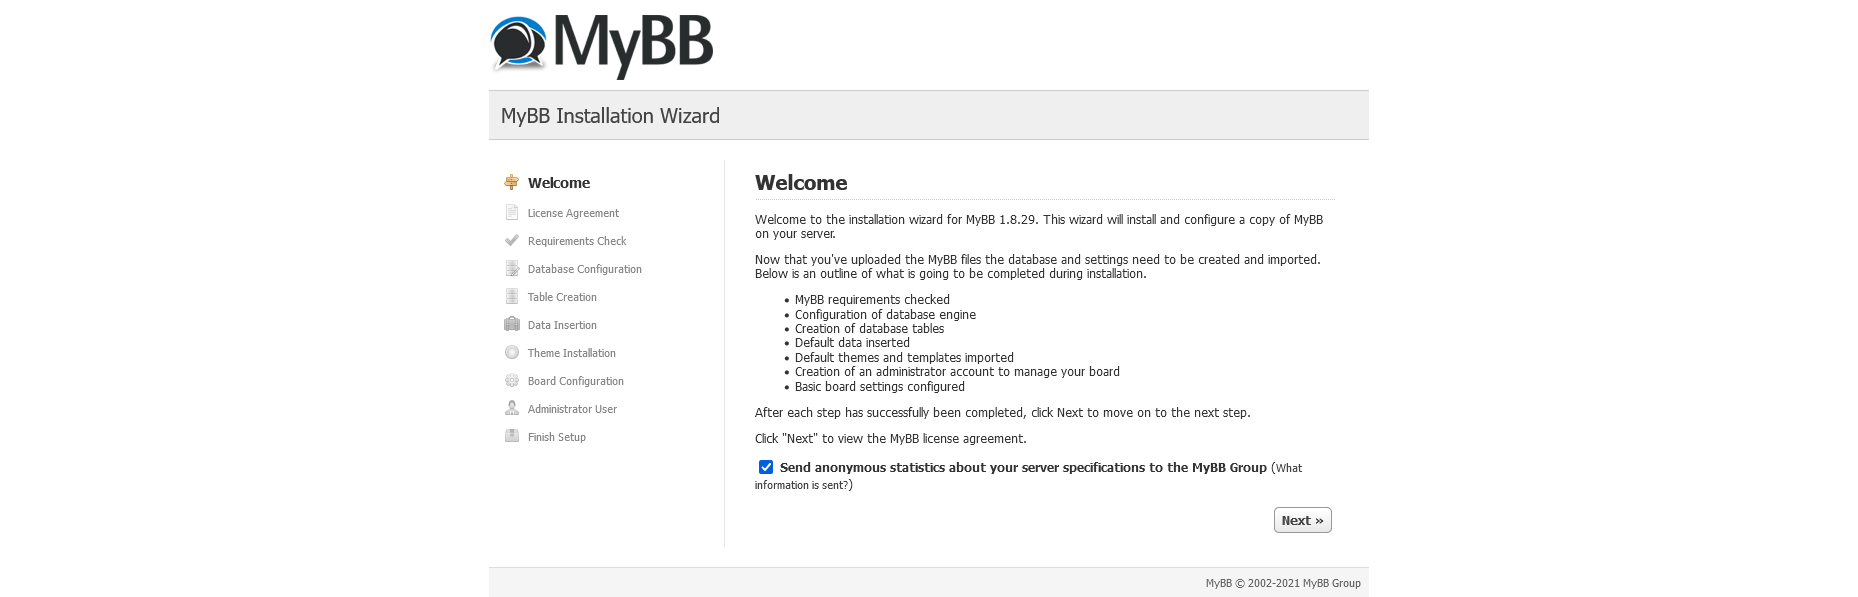 MyBB
MyBB Installation Wizard
Welcome
License Agreement
Requirements Check
Database Configuration
Table Creation
Data Insertion
Theme Installation
Board Configuration
Administrator User
Finish Setup
Welcome
Welcome to the installation wizard for MyBB 1.8.29. This wizard will install and configure a copy of MyBB
on your server.
Now that you've uploaded the MyBB files the database and settings need to be created and imported.
Below is an outline of what is going to be completed during installation.
• MyBB requirements checked
• Configuration of database engine
• Creation of database tables
• Default data inserted
• Default themes and templates imported
• Creation of an administrator account to manage your board
• Basic board settings configured
After each step has successfully been completed, click Next to move on to the next step.
Click "Next" to view the MyBB license agreement.
Send anonymous statistics about your server specifications to the MyBB Group (What
information is sent?)
Next »
MyBB © 2002-2021 MyBB Group